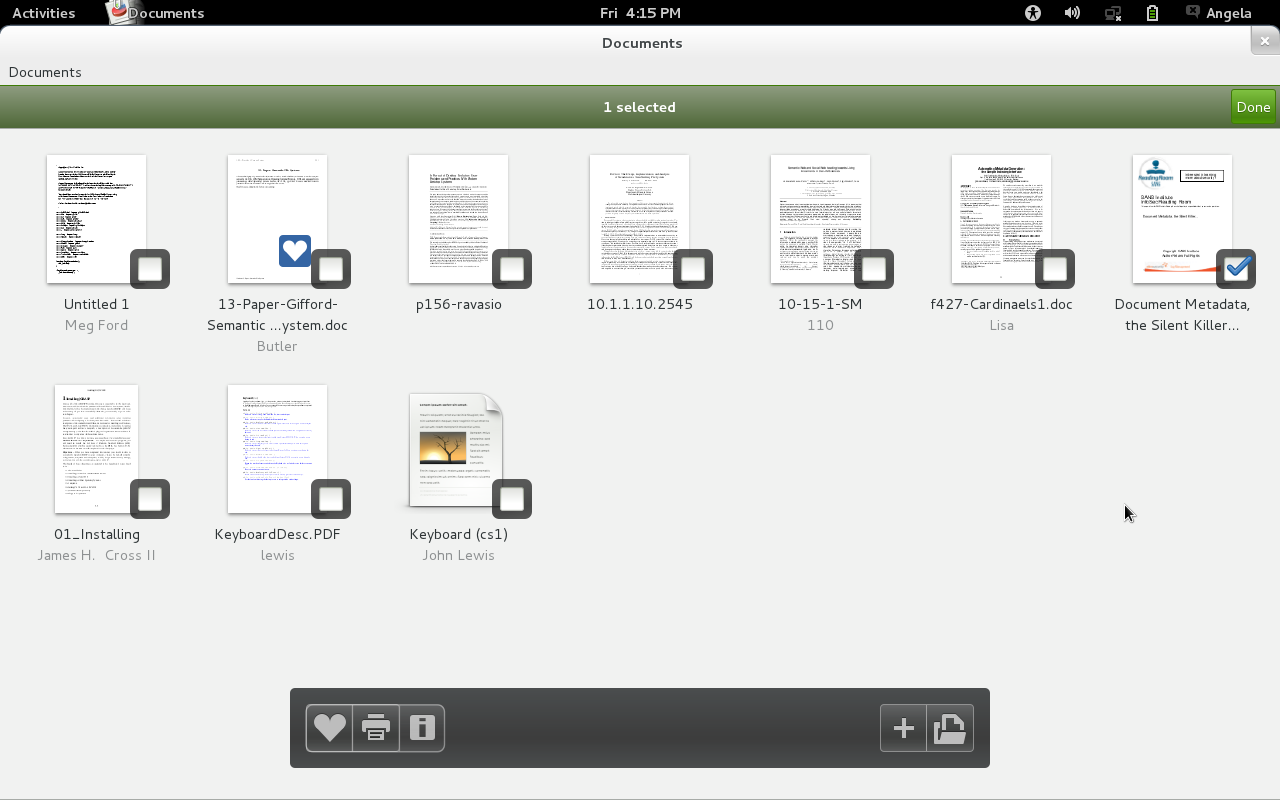 Activities
Documents
Fri 4:15 PM
Angela
Documents
Documents
1 selected
Done
Untitled 1
Meg Ford
13-Paper-Gifford-
Semantic ...ystem.doc
Butler
p156-ravasio
10.1.1.10.2545
10-15-1-SM
110
f427-Cardinaels1.doc
Lisa
Document Metadata,
the Silent Killer...
01_Installing
James H. Cross II
KeyboardDesc.PDF
lewis
Keyboard (cs1)
John Lewis